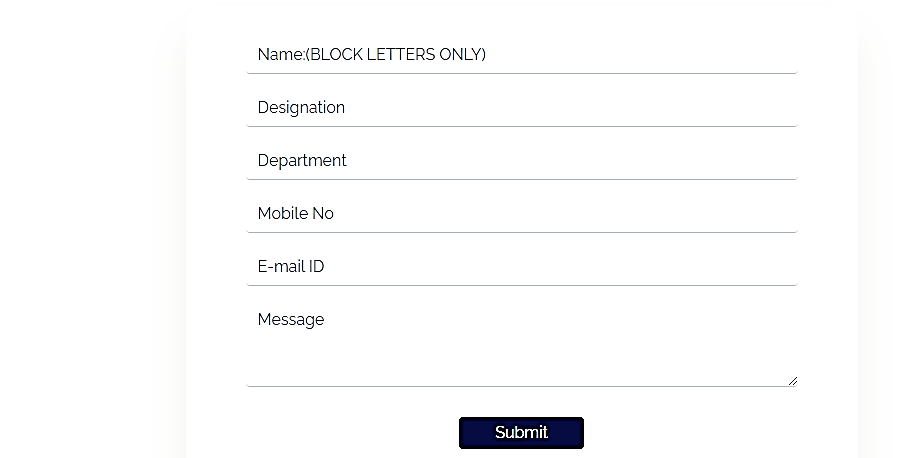 Name:(BLOCK LETTERS ONLY)
Designation
Department
Mobile No
E-mail ID
Message
Submit